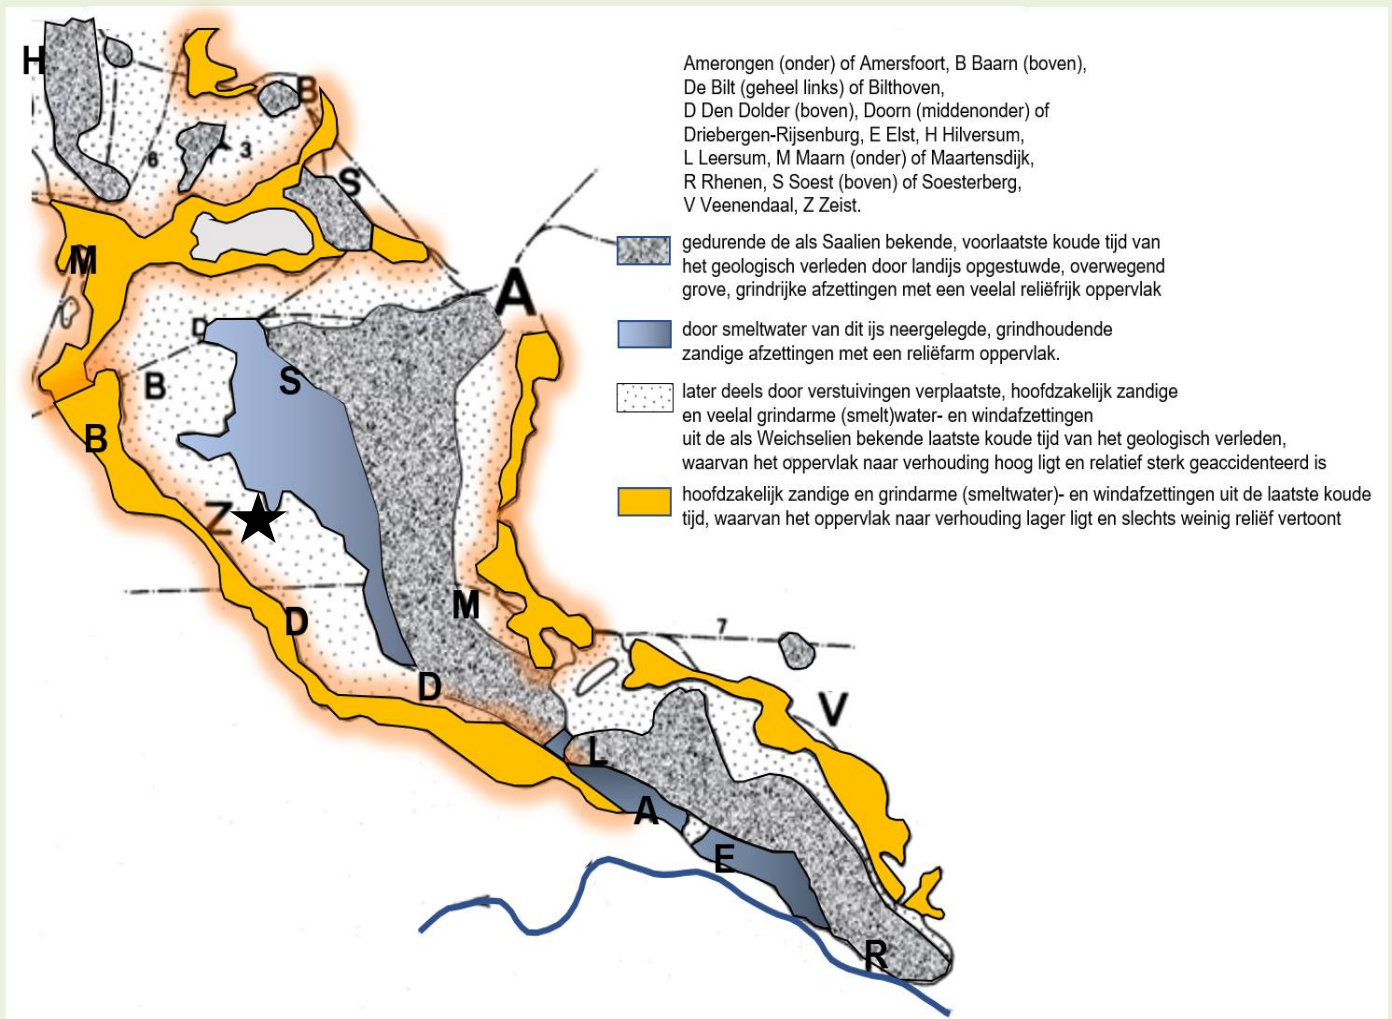 H
B
6
3
S
M
A
D
S
B
B
Z
D
M
D
7
V
L
A
E
R
Amerongen (onder) of Amersfoort, B Baarn (boven),
De Bilt (geheel links) of Bilthoven,
D Den Dolder (boven), Doorn (middenonder) of
Driebergen-Rijsenburg, E Elst, H Hilversum,
L Leersum, M Maarn (onder) of Maartensdijk,
R Rhenen, S Soest (boven) of Soesterberg,
V Veenendaal, Z Zeist.
gedurende de als Saalien bekende, voorlaatste koude tijd van
het geologisch verleden door landijs opgestuwde, overwegend
grove, grindrijke afzettingen met een veelal reliëfrijk oppervlak
door smeltwater van dit ijs neergelegde, grindhoudende
zandige afzettingen met een reliëfarm oppervlak.
later deels door verstuivingen verplaatste, hoofdzakelijk zandige
en veelal grindarme (smelt)water- en windafzettingen
uit de als Weichselien bekende laatste koude tijd van het geologisch verleden,
waarvan het oppervlak naar verhouding hoog ligt en relatief sterk geaccidenteerd is
hoofdzakelijk zandige en grindarme (smeltwater)- en windafzettingen uit de laatste koude
tijd, waarvan het oppervlak naar verhouding lager ligt en slechts weinig reliëf vertoont